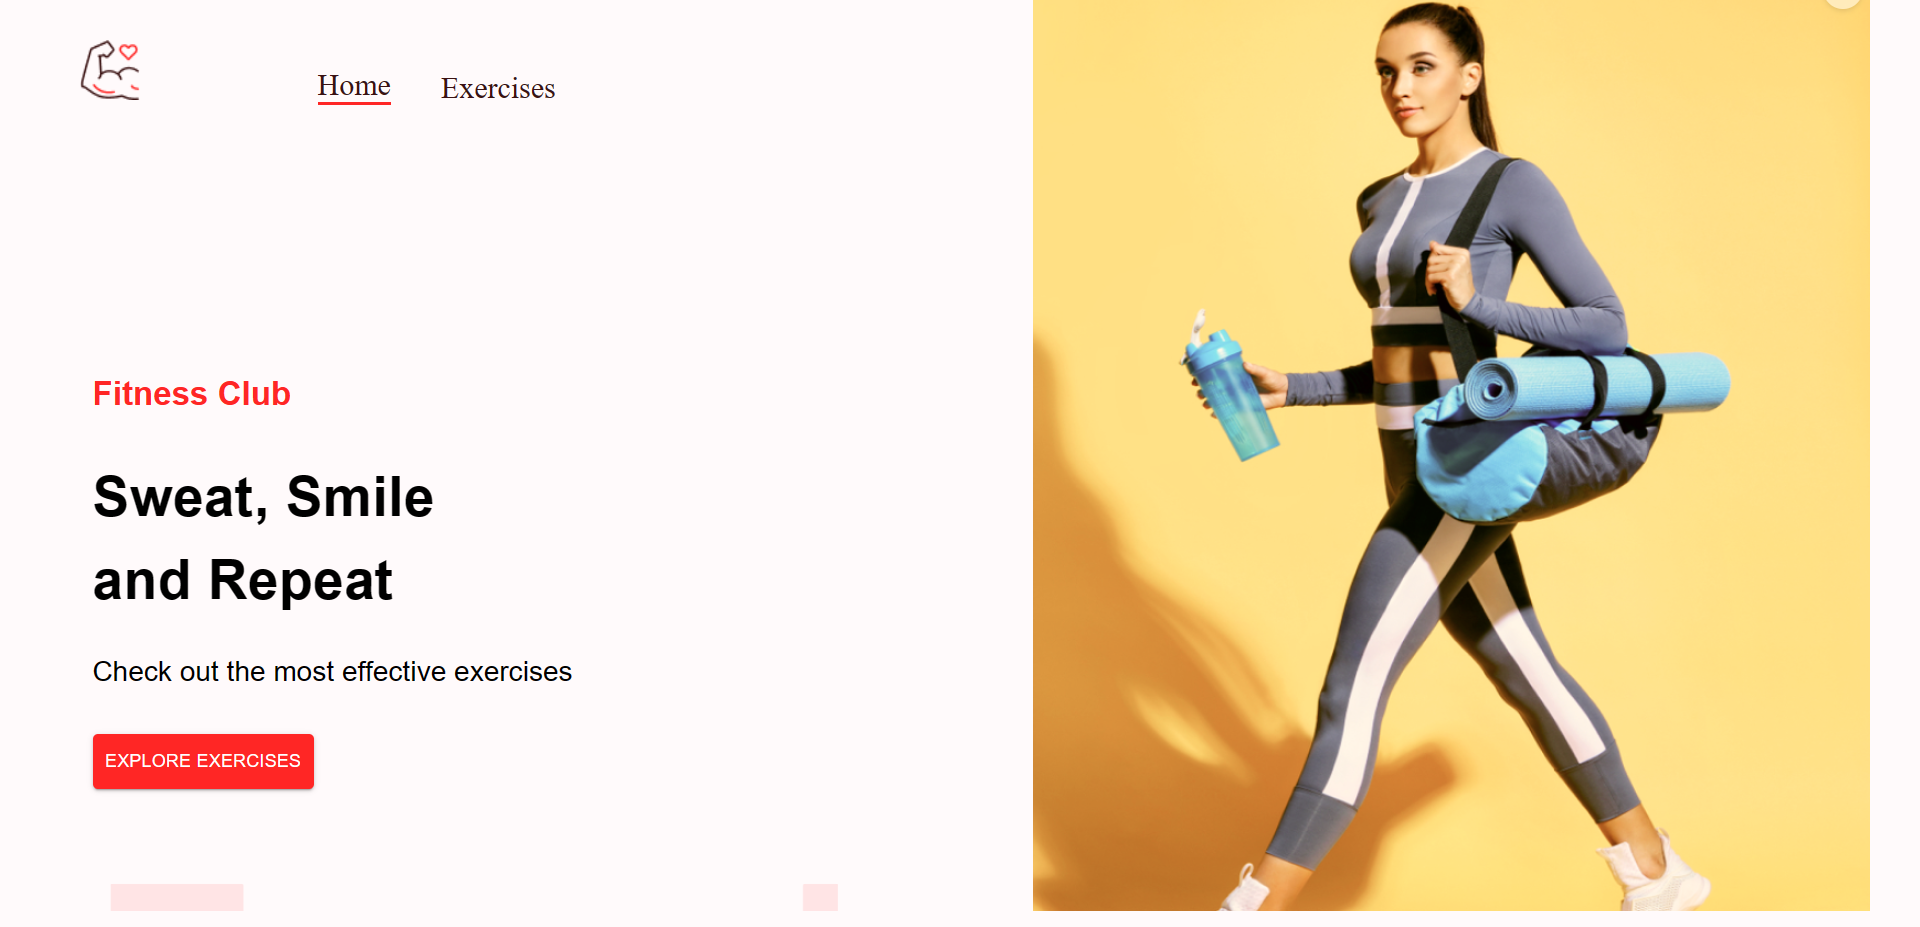 Home
Exercises
Fitness Club
Sweat, Smile
and Repeat
Check out the most effective exercises
EXPLORE EXERCISES